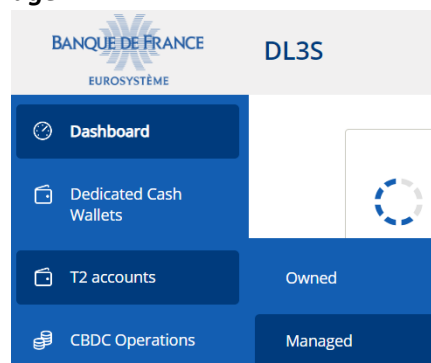 BANQUE DE FRANCE
EUROSYSTÈME
DL3S
Dashboard
Dedicated Cash
Wallets
T2 accounts
Owned
CBDC Operations
Managed